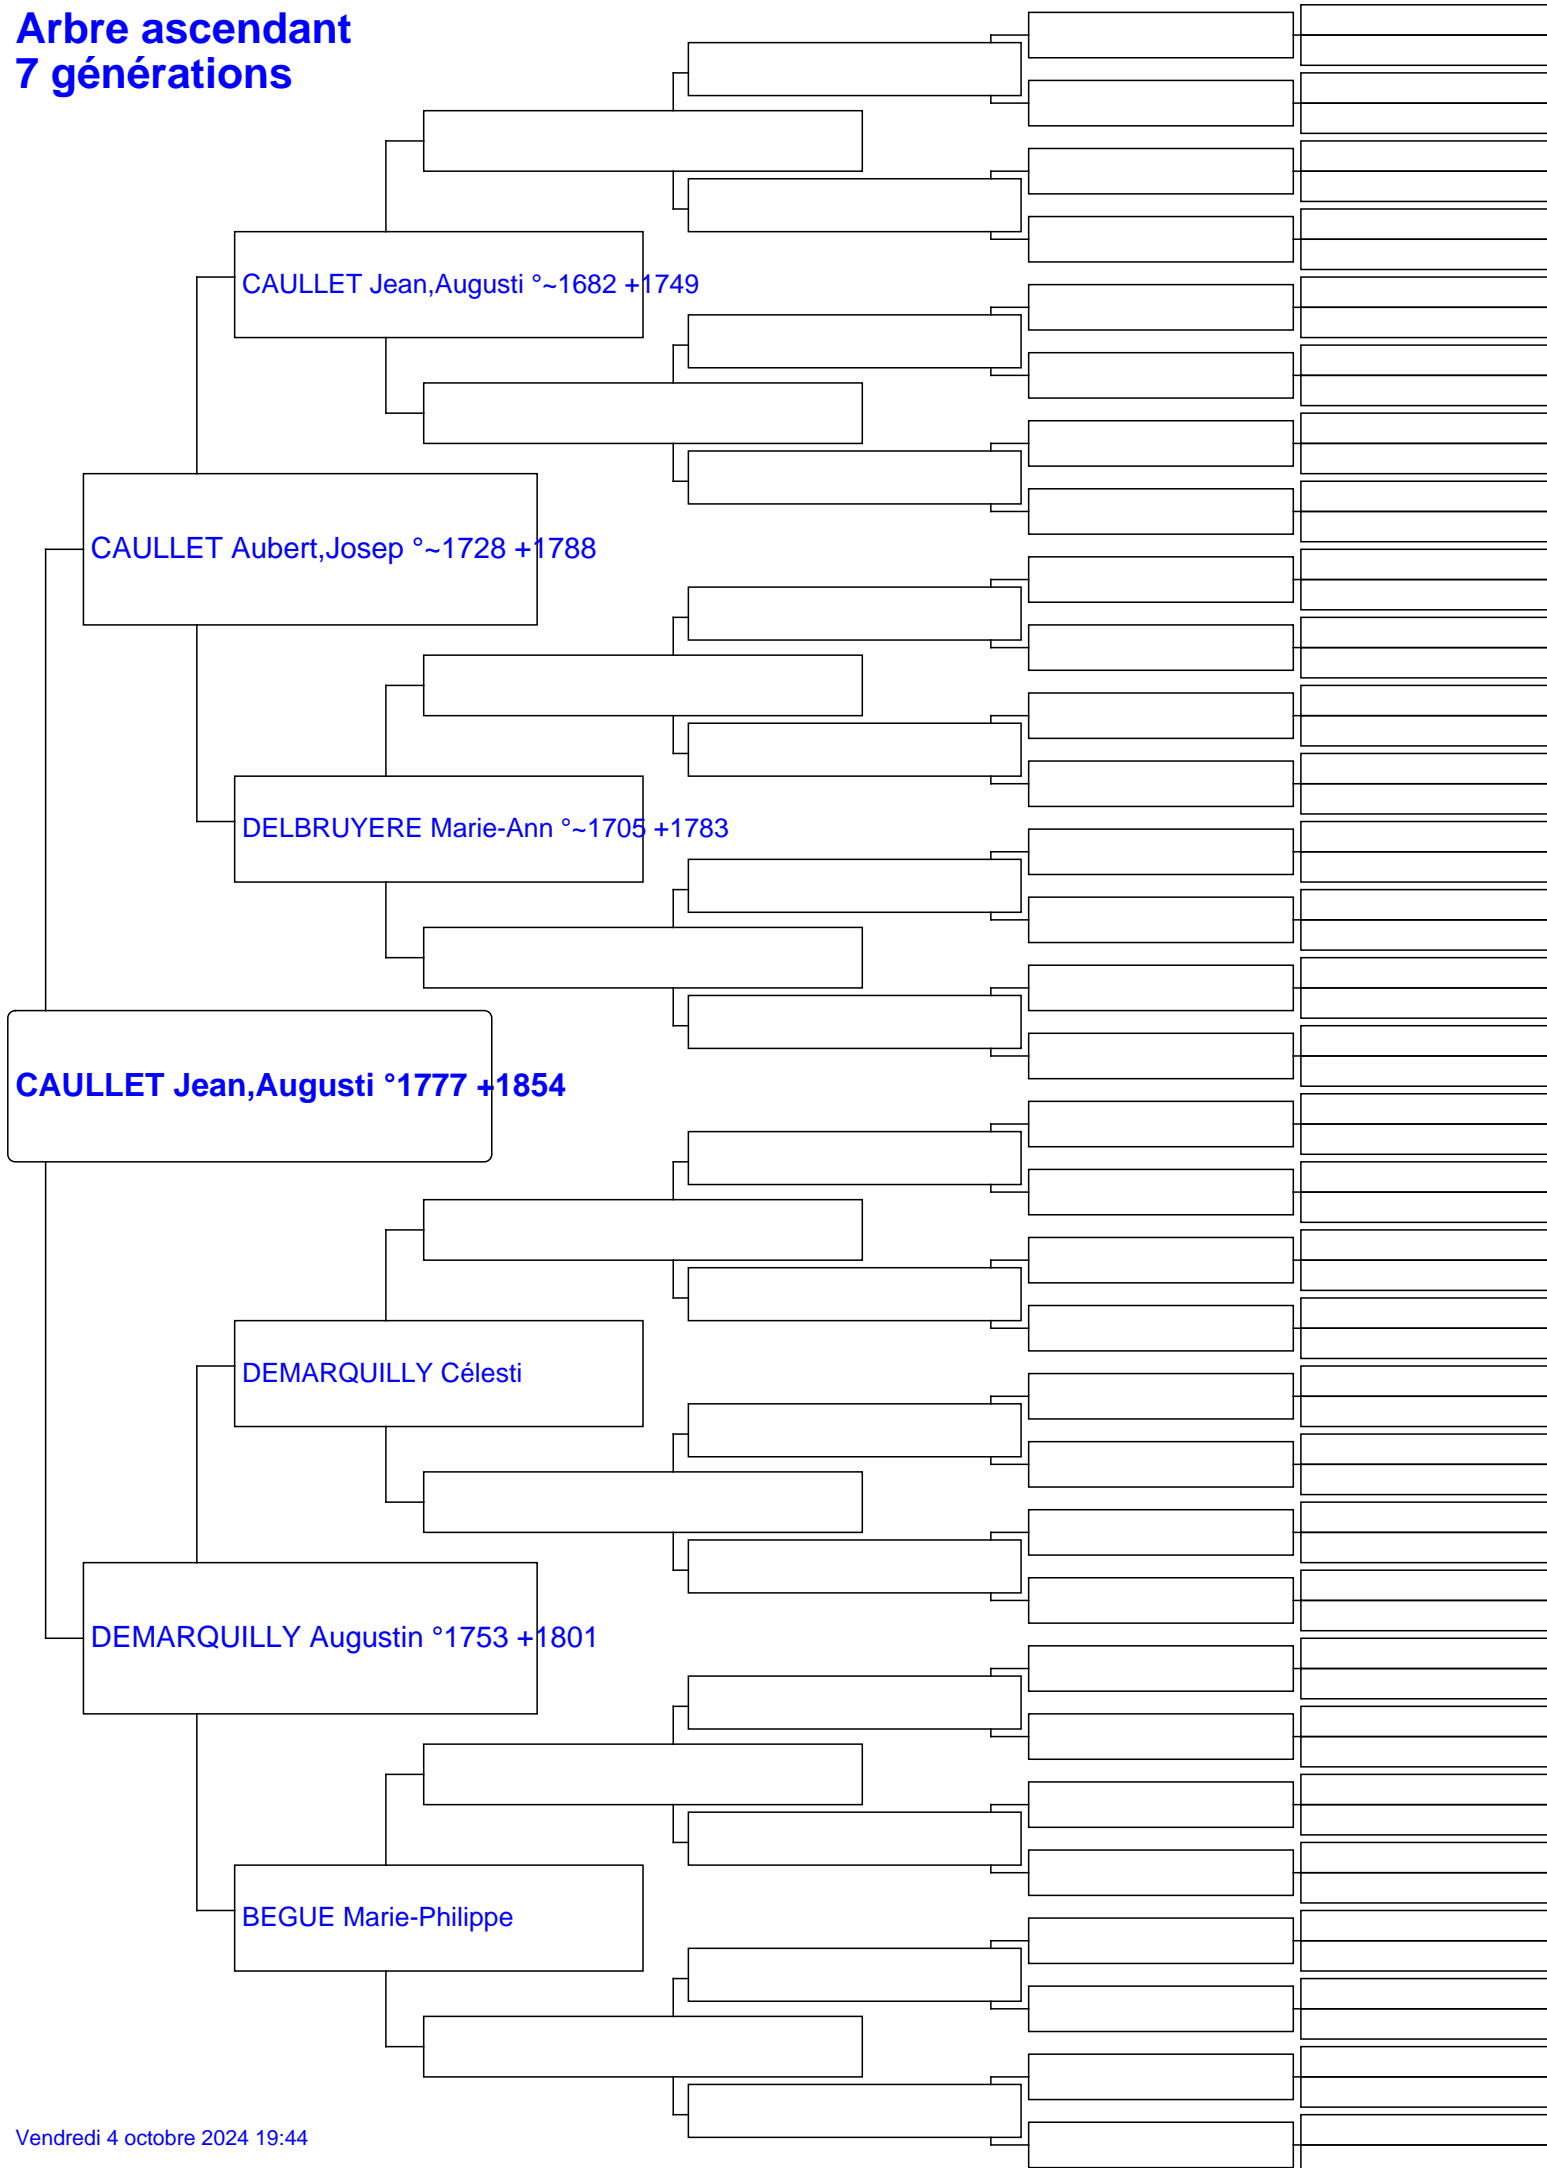 Arbre ascendant
7 générations
CAULLET Jean,Augusti °~1682 +1749
CAULLET Aubert,Josep °~1728 +1788
DELBRUYERE Marie-Ann °~1705 +1783
CAULLET Jean,Augusti °1777 +1854
DEMARQUILLY Célesti
DEMARQUILLY Augustin °1753 +1801
BEGUE Marie-Philippe
Vendredi 4 octobre 2024 19:44